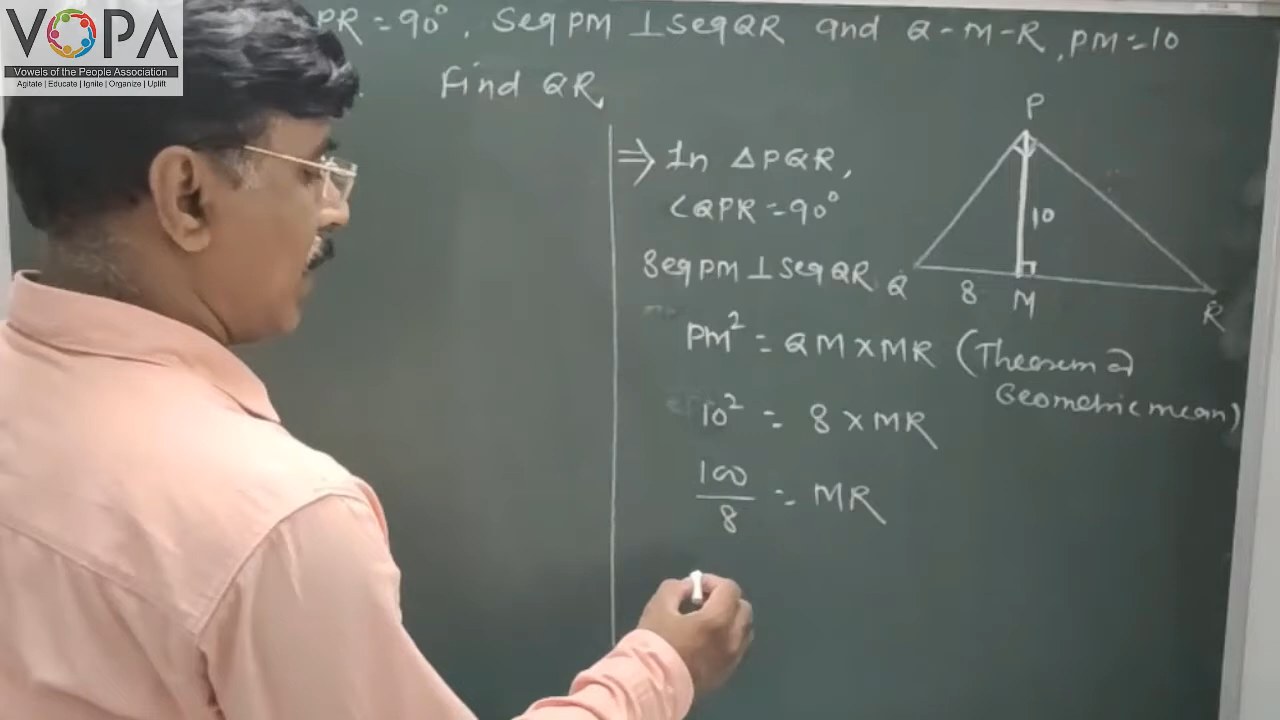 VOPA
Vowels of the People Association
Agitate | Educate | Ignite | Organize | Uplift
PR = 90°, Seg PM ⊥ Seg QR and Q - M - R, PM = 10
Find QR,
⇒ In △PQR,
∠QPR = 90°
Seg PM ⊥ Seg QR
PM² = QM × MR (Theorem of
Geometric mean)
10² = 8 × MR
100/8 = MR
P
10
Q
8
M
R